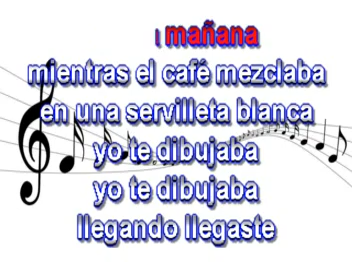 l mañana
mientras el café mezclaba
en una servilleta blanca
yo te dibujaba
yo te dibujaba
llegando llegaste